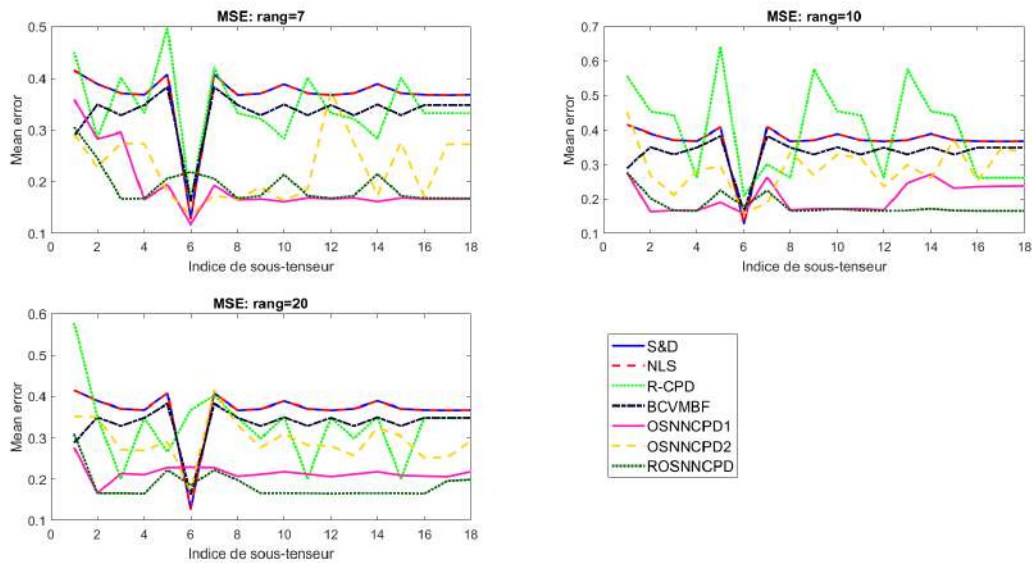 MSE: rang=7
0.5
0.4
0.3
0.2
0.1
Mean error
0 2 4 6 8 10 12 14 16 18
Indice de sous-tenseur
MSE: rang=10
0.7
0.6
0.5
0.4
0.3
0.2
0.1
Mean error
0 2 4 6 8 10 12 14 16 18
Indice de sous-tenseur
MSE: rang=20
0.6
0.5
0.4
0.3
0.2
0.1
Mean error
0 2 4 6 8 10 12 14 16 18
Indice de sous-tenseur
S&D
NLS
R-CPD
BCVMBF
OSNNCPD1
OSNNCPD2
ROSNNCPD